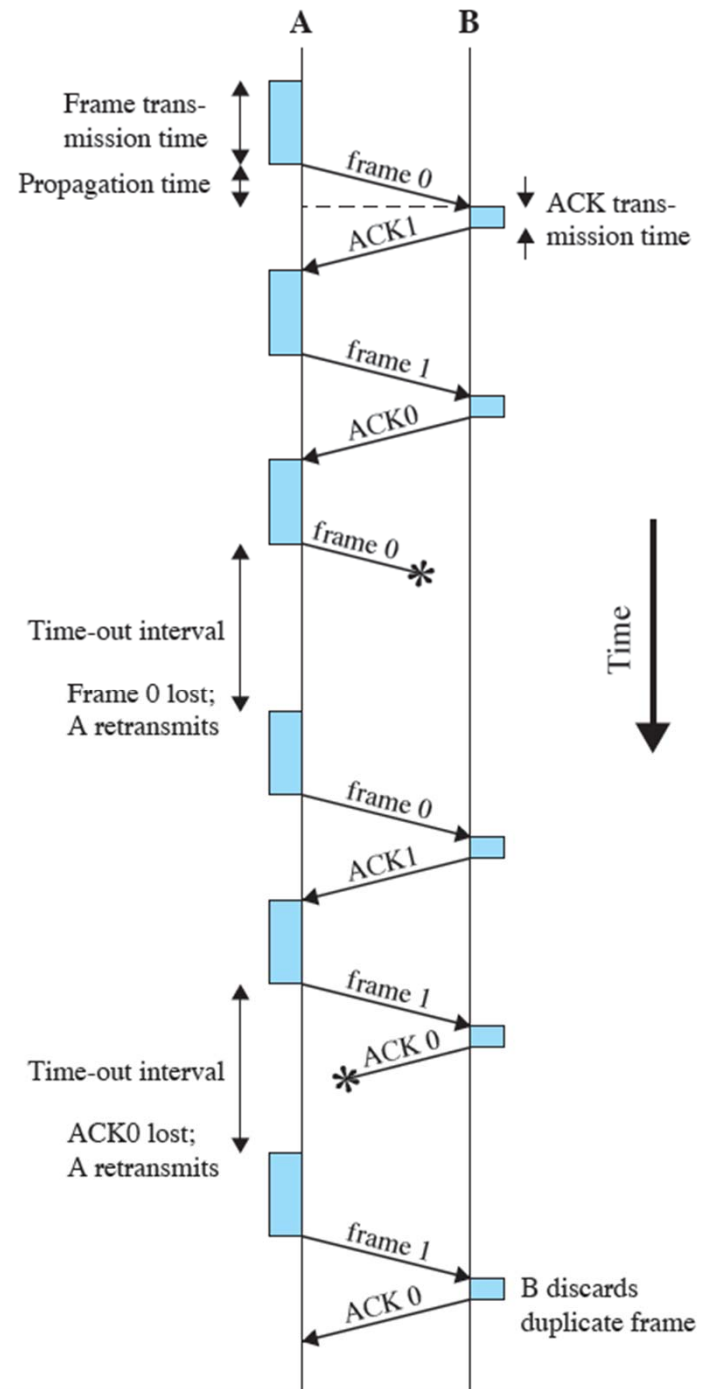 A
B
Frame trans-
mission time
frame 0
Propagation time
ACK trans-
mission time
ACK1
frame 1
ACK0
frame 0
Time-out interval
Time
Frame 0 lost;
A retransmits
frame 0
ACK1
frame 1
ACK 0
Time-out interval
ACK0 lost;
A retransmits
frame 1
ACK 0
B discards
duplicate frame